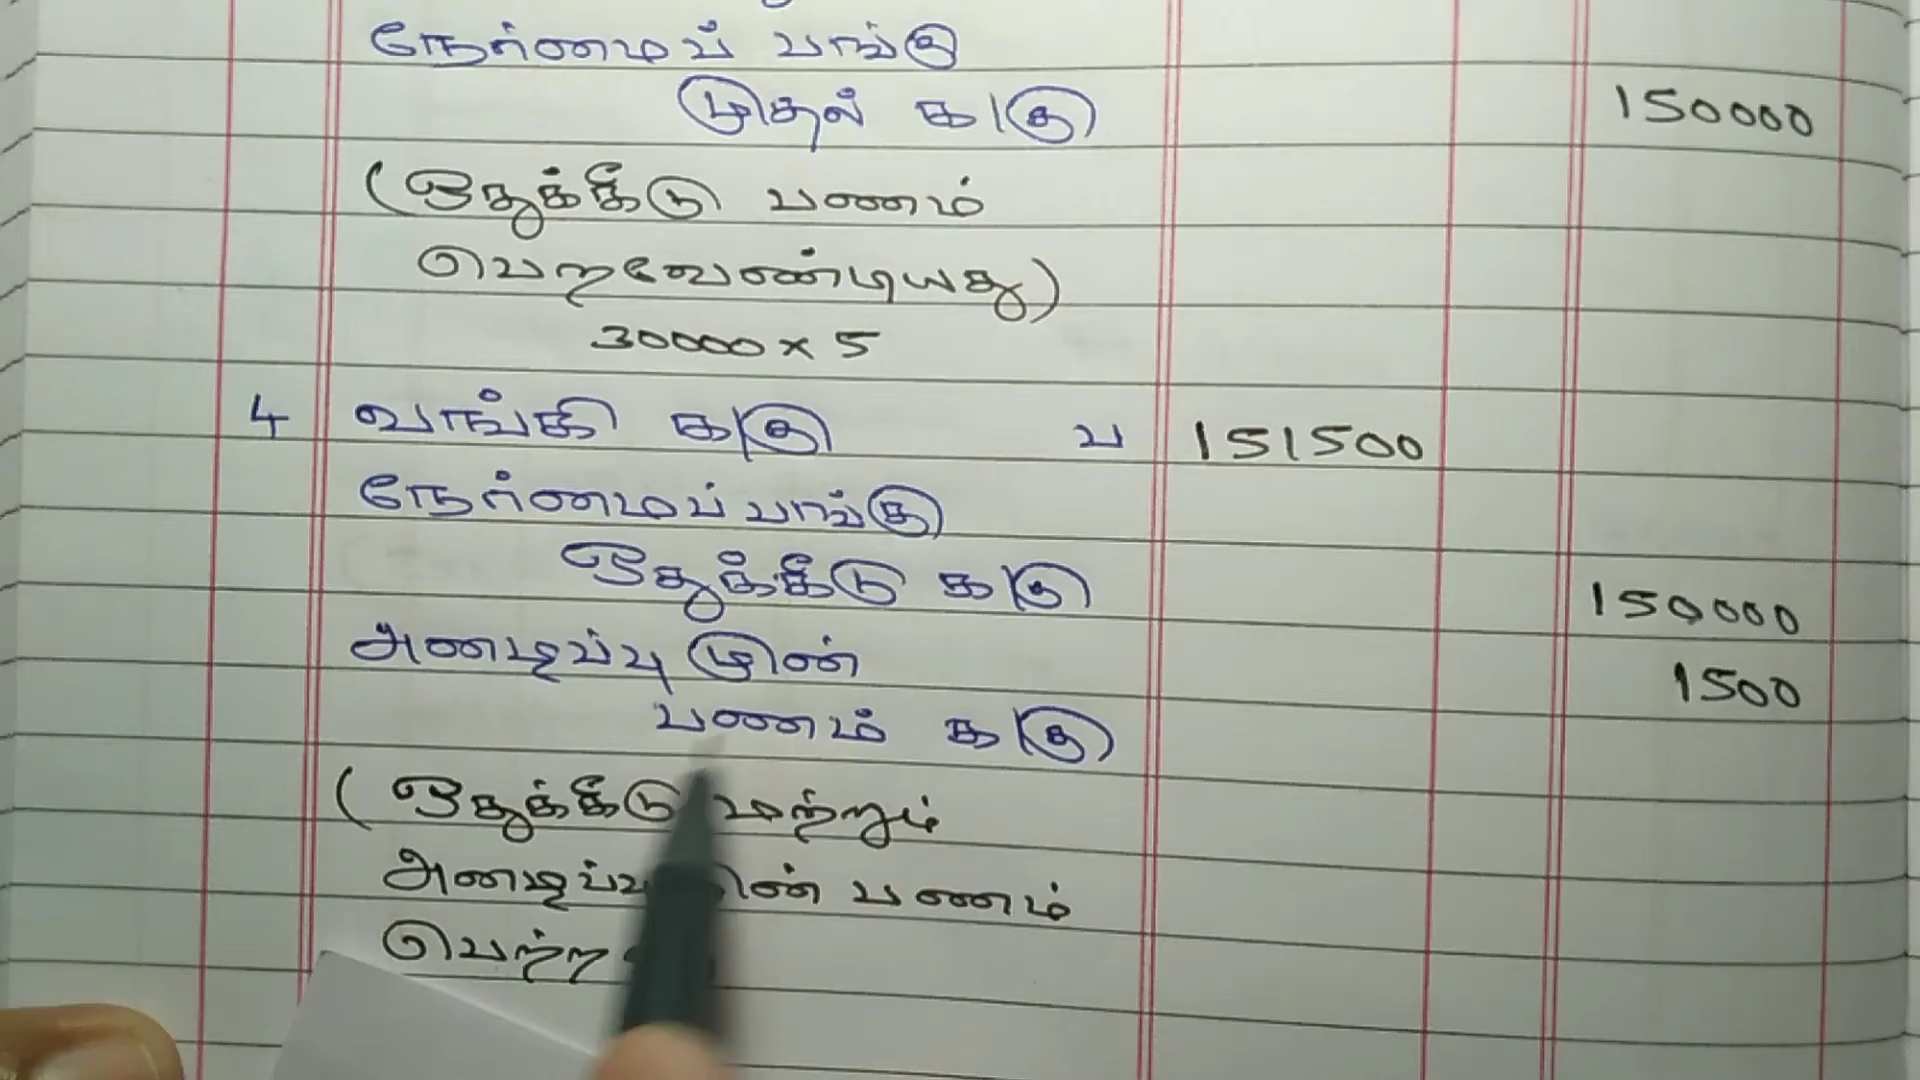 நேர்மைப் பங்கு
முதல் க/கு 150000
(ஒதுக்கீடு பணம்
பெறவேண்டியது)
30000 x 5
4 வங்கி க/கு ப 151500
நேர்மைப் பங்கு
ஒதுக்கீடு க/கு 150000
அழைப்பு முன் 1500
பணம் க/கு
( ஒதுக்கீடு மற்றும்
அழைப்பு பணம்